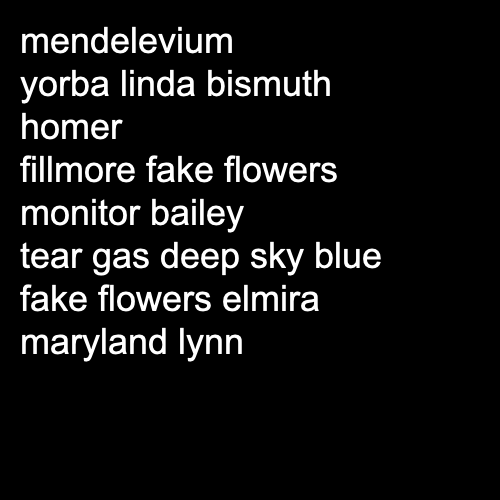 mendelevium
yorba linda bismuth
homer
fillmore fake flowers
monitor bailey
tear gas deep sky blue
fake flowers elmira
maryland lynn